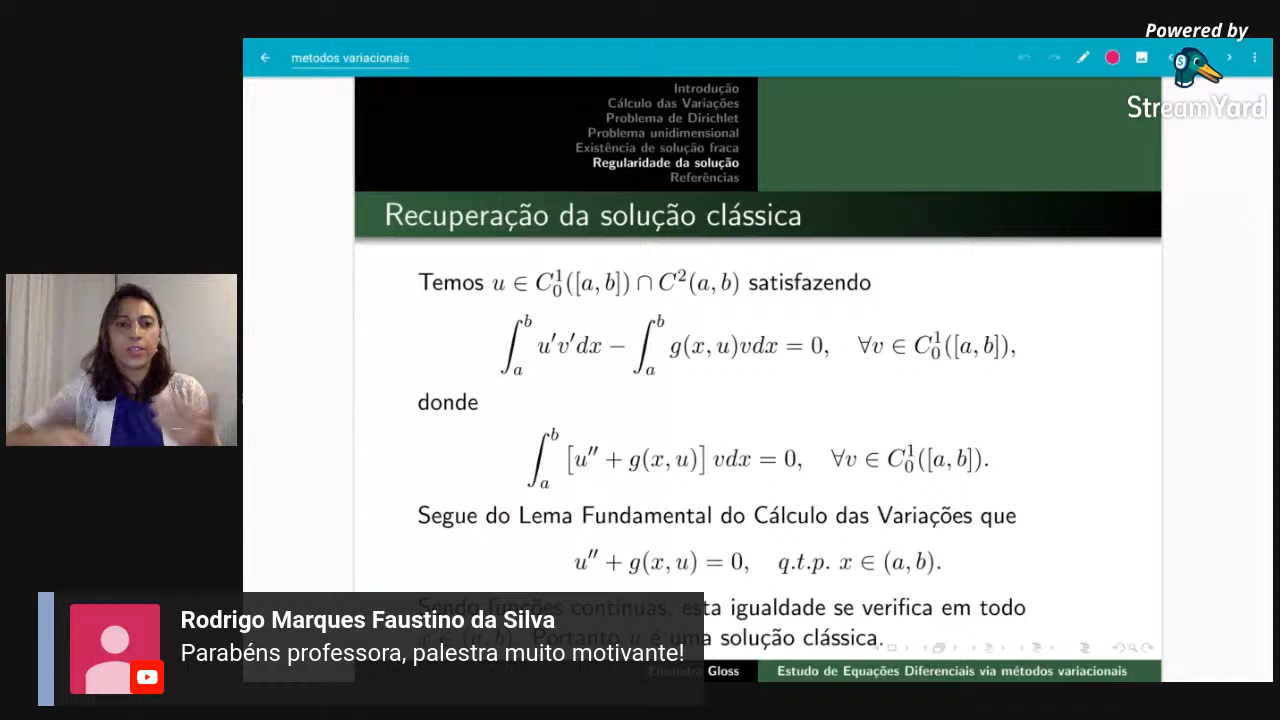 Powered by
StreamYard
metodos variacionais
Introdução
Cálculo das Variações
Problema de Dirichlet
Problema unidimensional
Existência de solução fraca
Regularidade da solução
Referências
Recuperação da solução clássica
Temos u ∈ C₀¹([a, b]) ∩ C²(a, b) satisfazendo
∫ₐᵇ u′v′dx − ∫ₐᵇ g(x, u)vdx = 0, ∀v ∈ C₀¹([a, b]),
donde
∫ₐᵇ [u″ + g(x, u)] vdx = 0, ∀v ∈ C₀¹([a, b]).
Segue do Lema Fundamental do Cálculo das Variações que
u″ + g(x, u) = 0, q.t.p. x ∈ (a, b).
Sendo funções contínuas, esta igualdade se verifica em todo
x ∈ (a, b). Portanto u é uma solução clássica.
Rodrigo Marques Faustino da Silva
Parabéns professora, palestra muito motivante!
Elisandra Gloss
Estudo de Equações Diferenciais via métodos variacionais